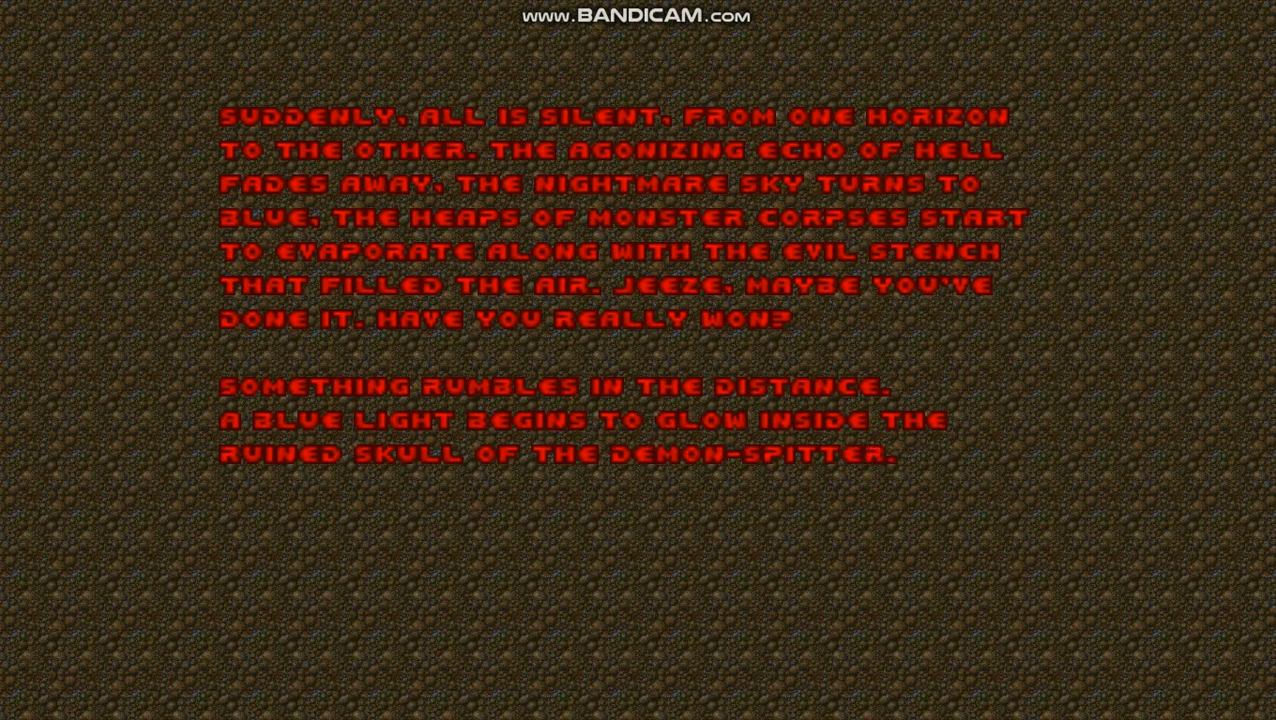 www.BANDICAM.com
SUDDENLY, ALL IS SILENT, FROM ONE HORIZON
TO THE OTHER. THE AGONIZING ECHO OF HELL
FADES AWAY, THE NIGHTMARE SKY TURNS TO
BLUE, THE HEAPS OF MONSTER CORPSES START
TO EVAPORATE ALONG WITH THE EVIL STENCH
THAT FILLED THE AIR. JEEZE, MAYBE YOU'VE
DONE IT. HAVE YOU REALLY WON?
SOMETHING RUMBLES IN THE DISTANCE.
A BLUE LIGHT BEGINS TO GLOW INSIDE THE
RUINED SKULL OF THE DEMON-SPITTER.